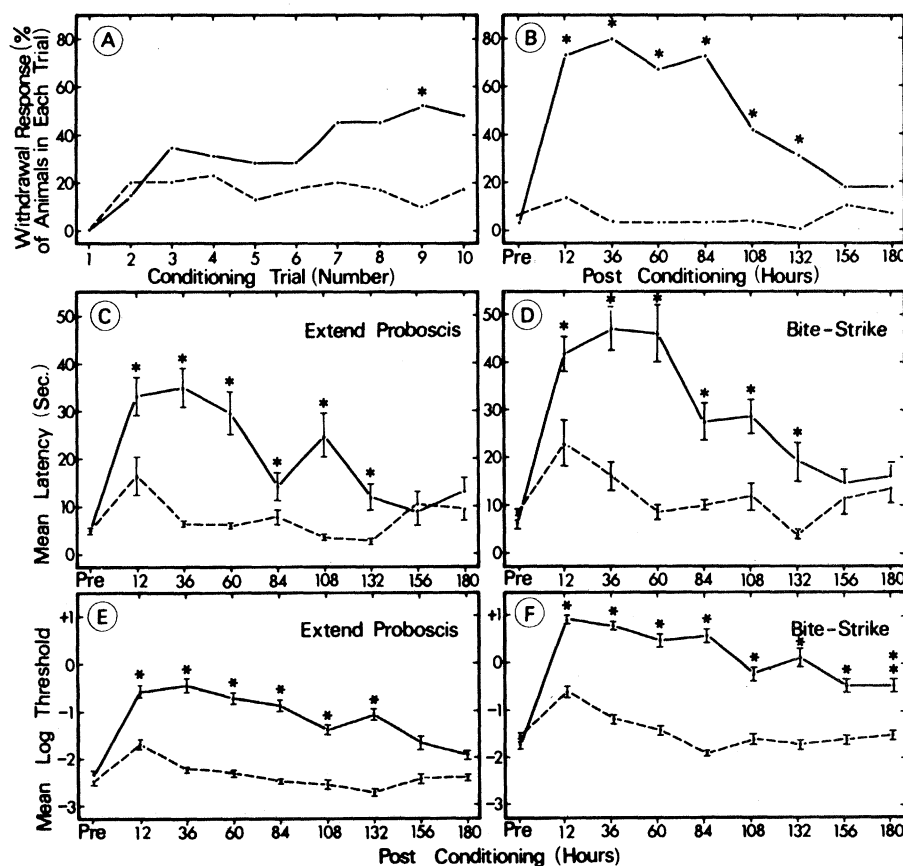 Withdrawal Response (%
of Animals in Each Trial)
A
80
60
40
20
0
*
1 2 3 4 5 6 7 8 9 10
Conditioning Trial (Number)
B
80
60
40
20
0
* * * * * *
Pre 12 36 60 84 108 132 156 180
Post Conditioning (Hours)
Mean Latency (Sec.)
C
Extend Proboscis
50
40
30
20
10
0
* * * * * *
Pre 12 36 60 84 108 132 156 180
D
Bite-Strike
50
40
30
20
10
0
* * * * * *
Pre 12 36 60 84 108 132 156 180
Mean Log Threshold
E
Extend Proboscis
+1
0
-1
-2
-3
* * * * * *
Pre 12 36 60 84 108 132 156 180
F
Bite-Strike
+1
0
-1
-2
-3
* * * * * * * * *
Pre 12 36 60 84 108 132 156 180
Post Conditioning (Hours)